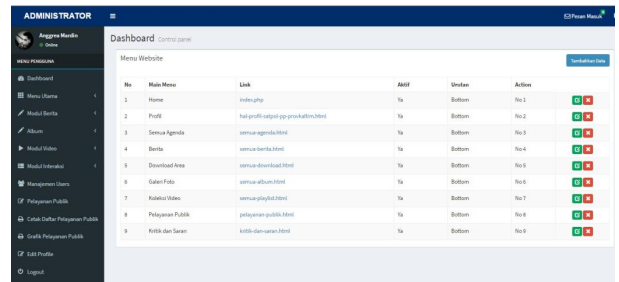 ADMINISTRATOR
Pesan Masuk
Anggrea Mardin
Online
MENU PENGGUNA
Dashboard
Menu Utama
Modul Berita
Album
Modul Video
Modul Interaksi
Manajemen Users
Pelayanan Publik
Cetak Daftar Pelayanan Publik
Grafik Pelayanan Publik
Edit Profile
Logout
Dashboard Control panel
Menu Website
Tambahkan Data
No Main Menu Link Aktif Urutan Action
1 Home index.php Ya Bottom No 1
2 Profil hal-profil-satpol-pp-prov-kaltim.html Ya Bottom No 2
3 Semua Agenda semua-agenda.html Ya Bottom No 3
4 Berita semua-berita.html Ya Bottom No 4
5 Download Area semua-download.html Ya Bottom No 5
6 Galeri Foto semua-album.html Ya Bottom No 6
7 Koleksi Video semua-playlist.html Ya Bottom No 7
8 Pelayanan Publik pelayanan-publik.html Ya Bottom No 8
9 Kritik dan Saran kritik-dan-saran.html Ya Bottom No 9